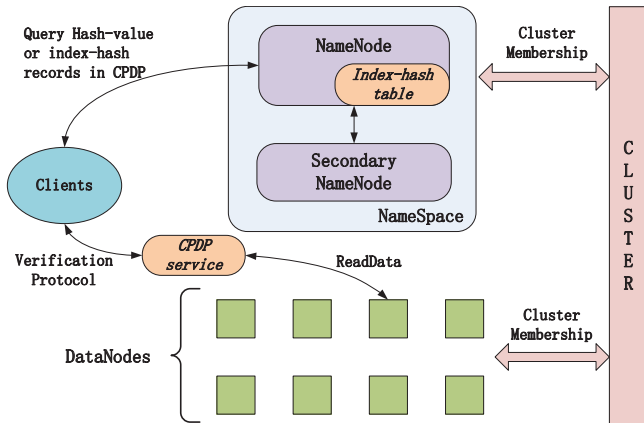 Query Hash-value
or index-hash
records in CPDP
NameNode
Index-hash
table
Secondary
NameNode
NameSpace
Cluster
Membership
CLUSTER
Clients
Verification
Protocol
CPDP
service
ReadData
DataNodes
Cluster
Membership